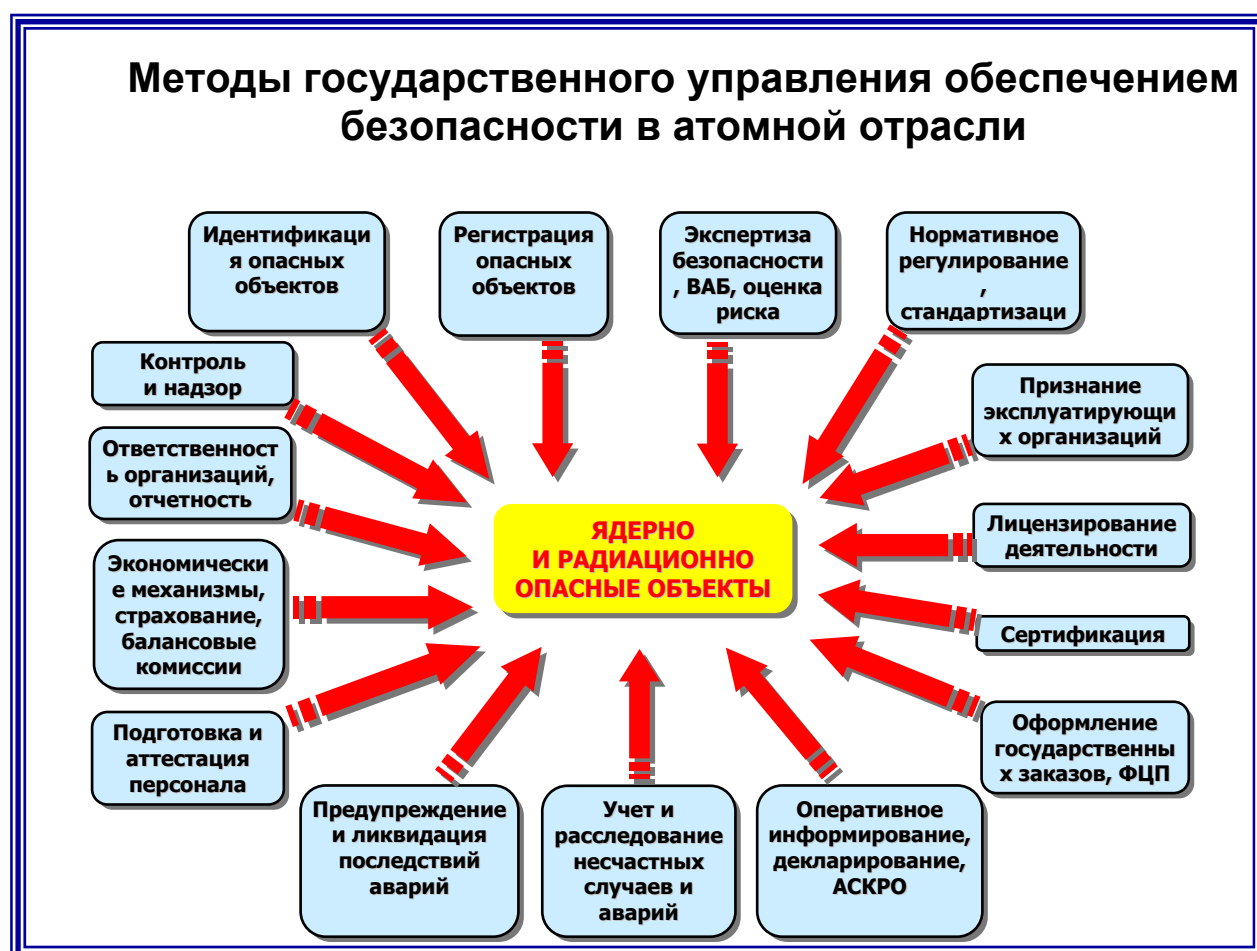 Методы государственного управления обеспечением
безопасности в атомной отрасли
Идентификаци
я опасных
объектов
Регистрация
опасных
объектов
Экспертиза
безопасности
, ВАБ, оценка
риска
Нормативное
регулирование
,
стандартизаци
Контроль
и надзор
Признание
эксплуатирующи
х организаций
Ответственност
ь организаций,
отчетность
ЯДЕРНО
И РАДИАЦИОННО
ОПАСНЫЕ ОБЪЕКТЫ
Лицензирование
деятельности
Экономически
е механизмы,
страхование,
балансовые
комиссии
Сертификация
Подготовка и
аттестация
персонала
Оформление
государственны
х заказов, ФЦП
Предупреждение
и ликвидация
последствий
аварий
Учет и
расследование
несчастных
случаев и
аварий
Оперативное
информирование,
декларирование,
АСКРО